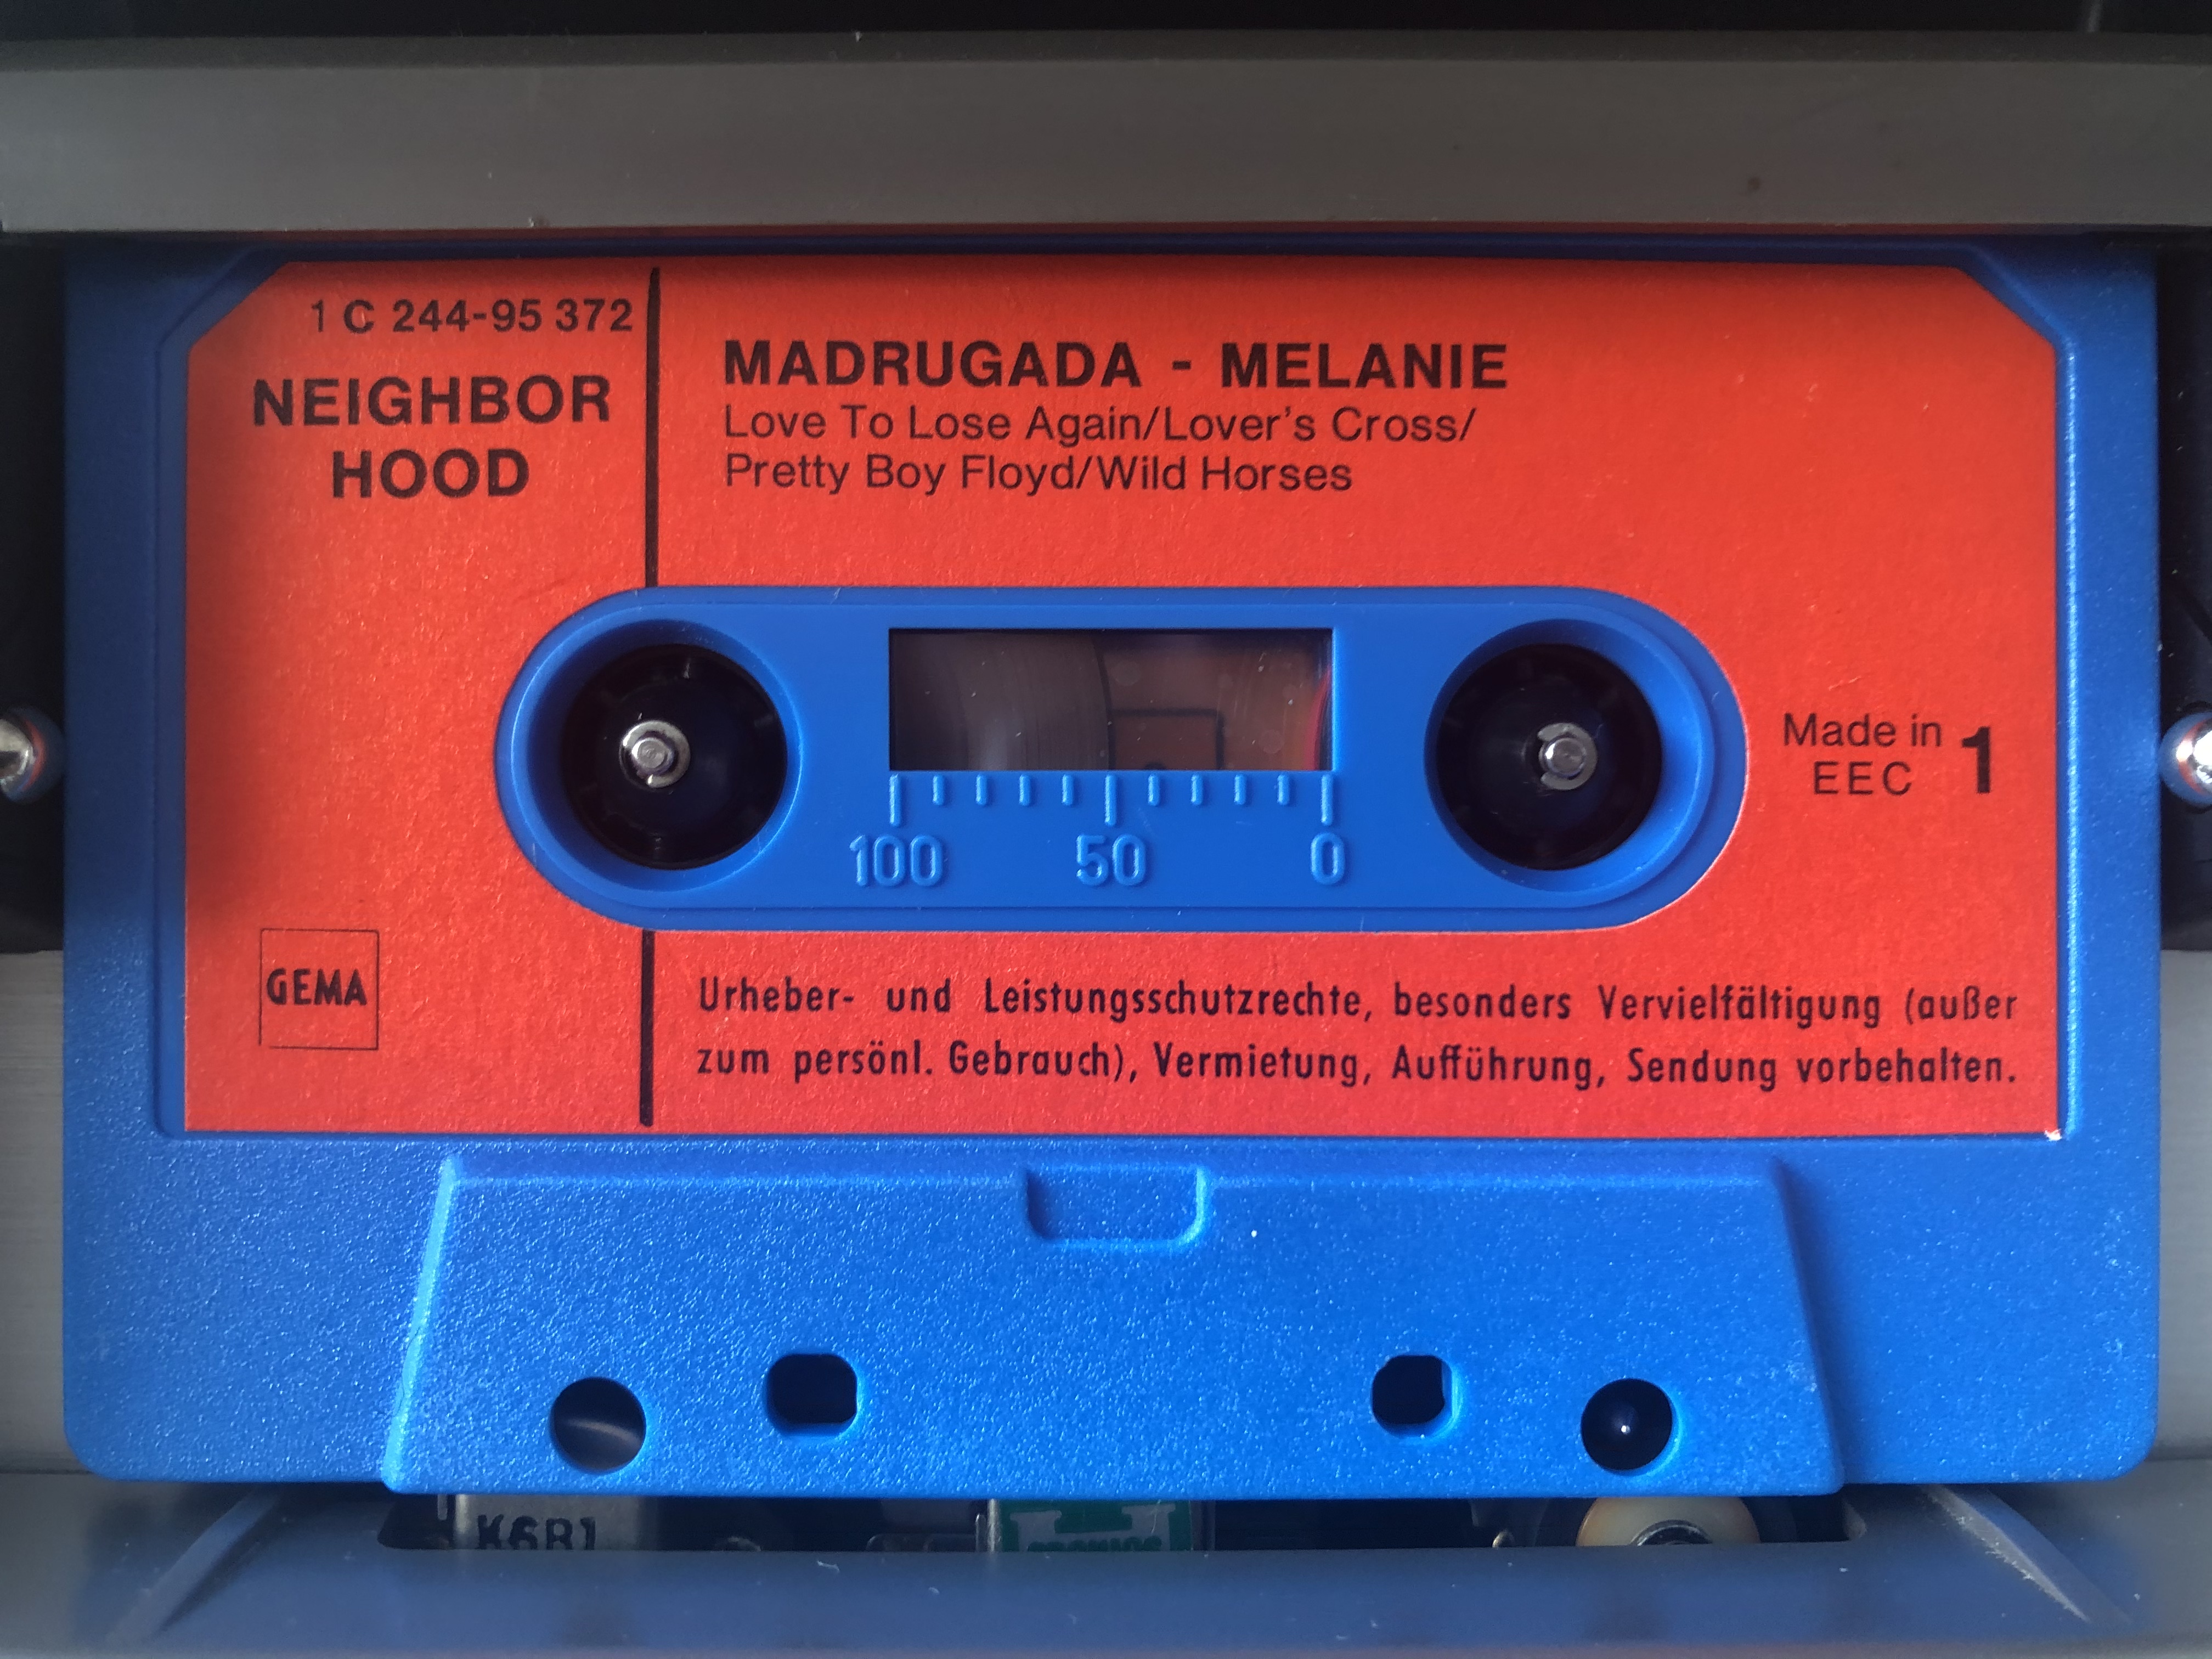 1 C 244-95 372
NEIGHBOR
HOOD
MADRUGADA - MELANIE
Love To Lose Again/Lover's Cross/
Pretty Boy Floyd/Wild Horses
100 50 0
Made in
EEC
1
GEMA
Urheber- und Leistungsschutzrechte, besonders Vervielfältigung (außer
zum persönl. Gebrauch), Vermietung, Aufführung, Sendung vorbehalten.